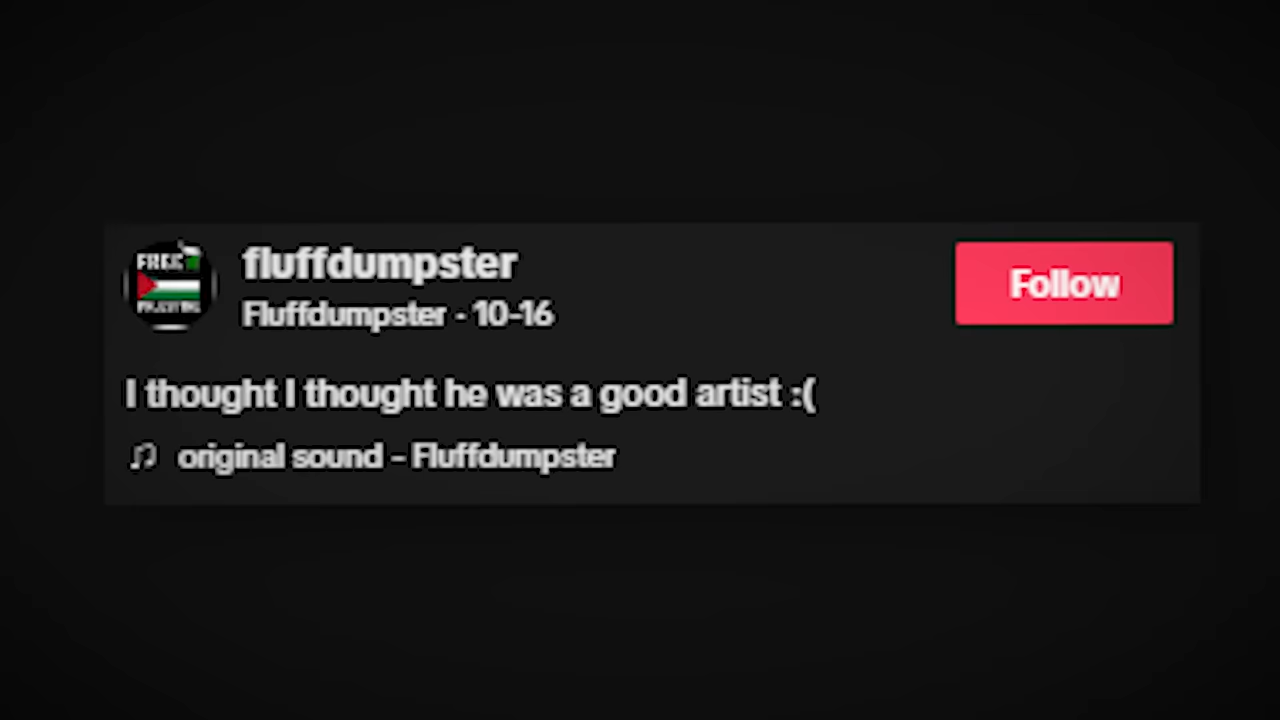 FREE
PALESTINE
fluffdumpster
Fluffdumpster · 10-16
Follow
I thought I thought he was a good artist :(
original sound - Fluffdumpster